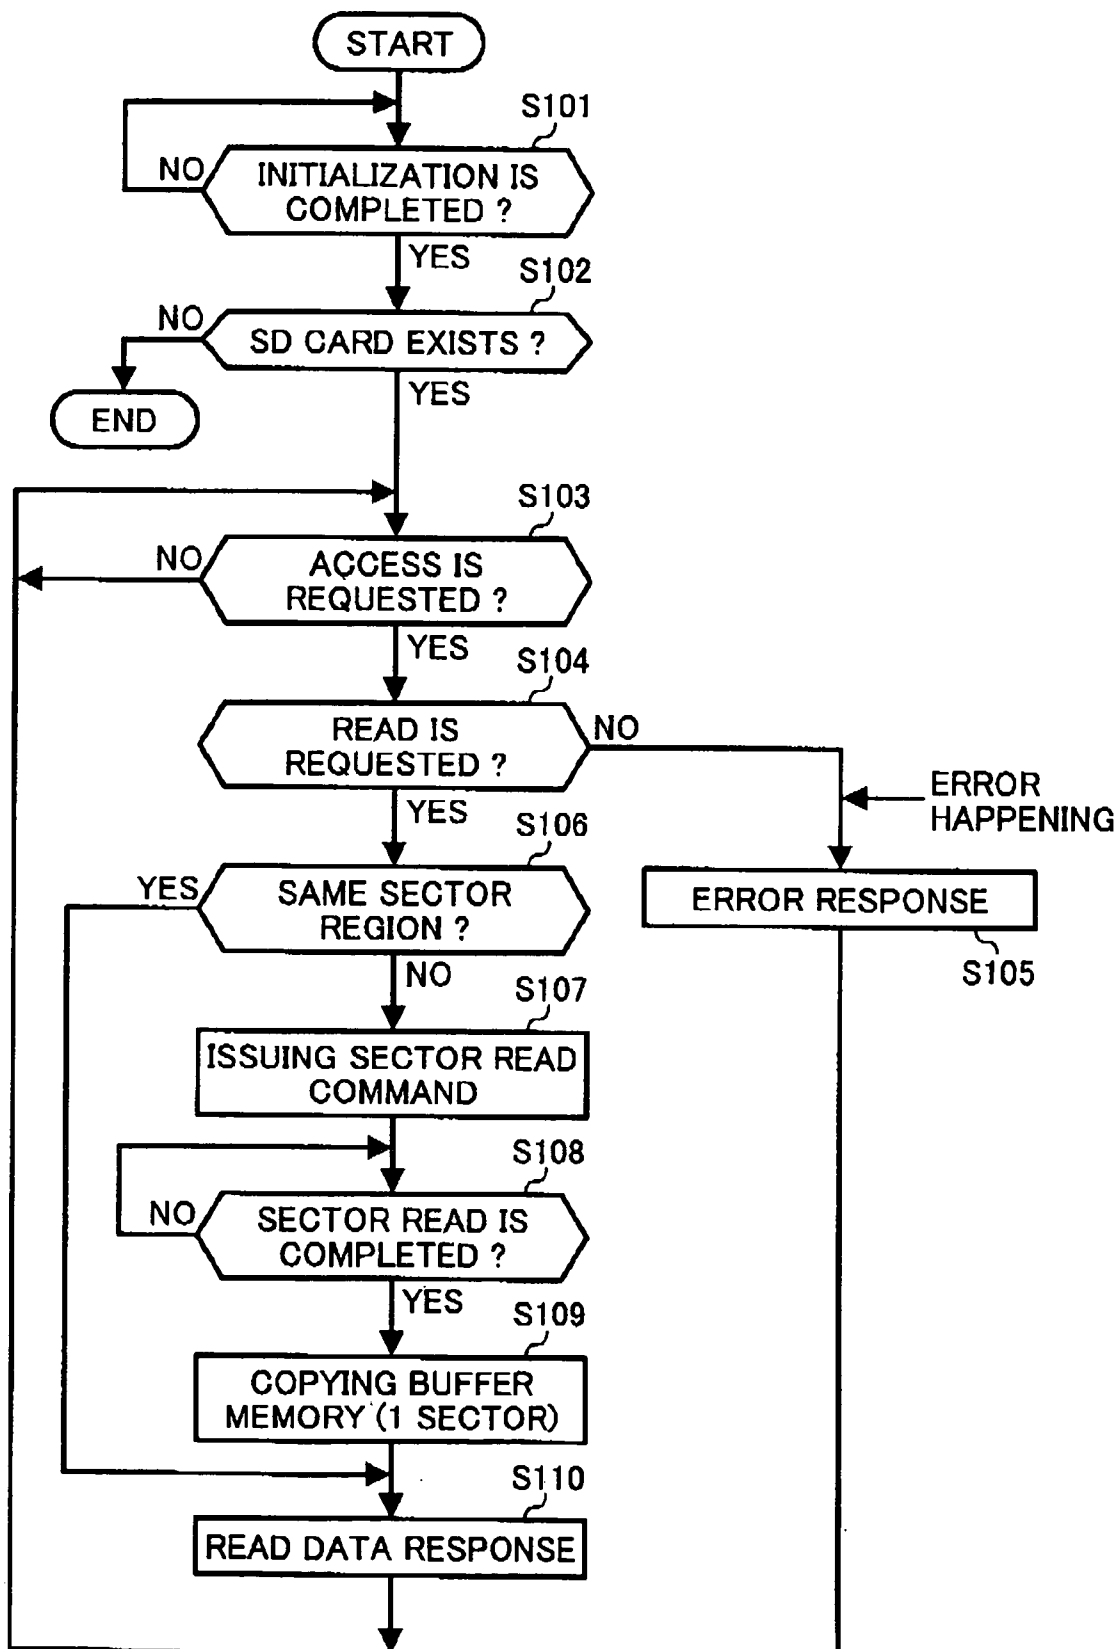 START
S101
NO
INITIALIZATION IS
COMPLETED ?
YES
S102
NO
SD CARD EXISTS ?
YES
END
S103
NO
ACCESS IS
REQUESTED ?
YES
S104
READ IS
REQUESTED ?
NO
YES
ERROR
HAPPENING
S106
YES
SAME SECTOR
REGION ?
ERROR RESPONSE
S105
NO
S107
ISSUING SECTOR READ
COMMAND
S108
NO
SECTOR READ IS
COMPLETED ?
YES
S109
COPYING BUFFER
MEMORY (1 SECTOR)
S110
READ DATA RESPONSE